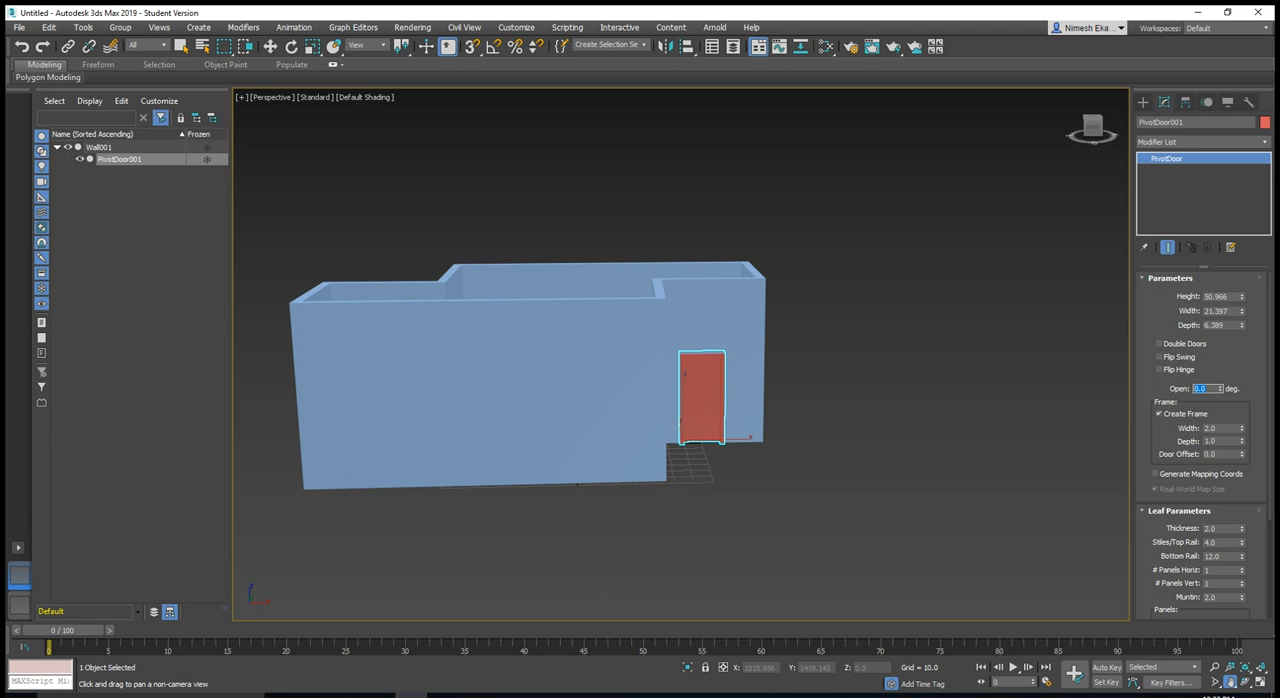 Untitled - Autodesk 3ds Max 2019 - Student Version
File Edit Tools Group Views Create Modifiers Animation Graph Editors Rendering Civil View Customize Scripting Interactive Content Arnold Help
Nimesh Eka... Workspaces: Default
All View Create Selection Se
Modeling Freeform Selection Object Paint Populate
Polygon Modeling
Select Display Edit Customize
Name (Sorted Ascending) Frozen
Wall001
PivotDoor001
[+] [Perspective] [Standard] [Default Shading]
PivotDoor001
Modifier List
PivotDoor
Parameters
Height: 50.966
Width: 21.397
Depth: 6.389
Double Doors
Flip Swing
Flip Hinge
Open: 0.0 deg.
Frame:
Create Frame
Width: 2.0
Depth: 1.0
Door Offset: 0.0
Generate Mapping Coords
Real-World Map Size
Leaf Parameters
Thickness: 2.0
Stiles/Top Rail: 4.0
Bottom Rail: 12.0
# Panels Horiz: 1
# Panels Vert: 1
Muntin: 2.0
Panels:
Default
0 / 100
0 5 10 15 20 25 30 35 40 45 50 55 60 65 70 75 80 85 90 95 100
1 Object Selected
X: 1015.956 Y: 1419.143 Z: 0.0 Grid = 10.0
Auto Key Selected
MAXScript Mi:
Click and drag to pan a non-camera view
Add Time Tag
0
Set Key Key Filters...